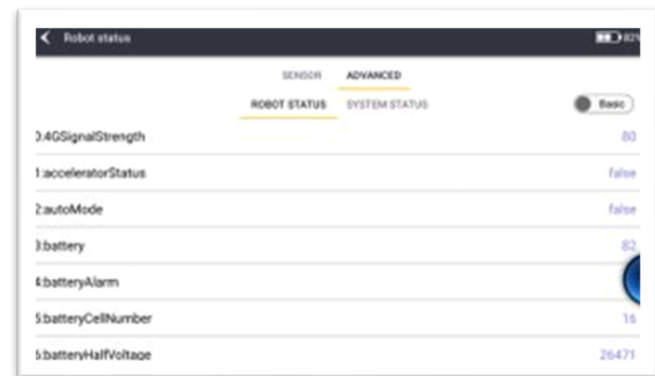 Robot status 82%
SENSOR ADVANCED
ROBOT STATUS SYSTEM STATUS Basic
0:4GSignalStrength 80
1:acceleratorStatus false
2:autoMode false
3:battery 82
4:batteryAlarm
5:batteryCellNumber 16
6:batteryHalfVoltage 26471